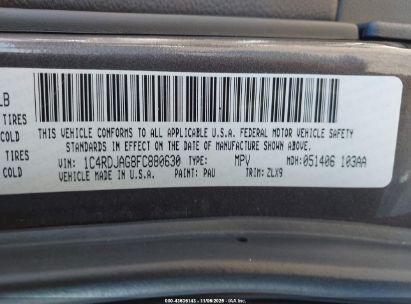 LB
TIRES
COLD
TIRES
COLD
THIS VEHICLE CONFORMS TO ALL APPLICABLE U.S.A. FEDERAL MOTOR VEHICLE SAFETY
STANDARDS IN EFFECT ON THE DATE OF MANUFACTURE SHOWN ABOVE.
VIN: 1C4RDJAG8FC880630 TYPE: MPV MDH: 051406 103AA
VEHICLE MADE IN U.S.A. PAINT: PAU TRIM: ZLX9